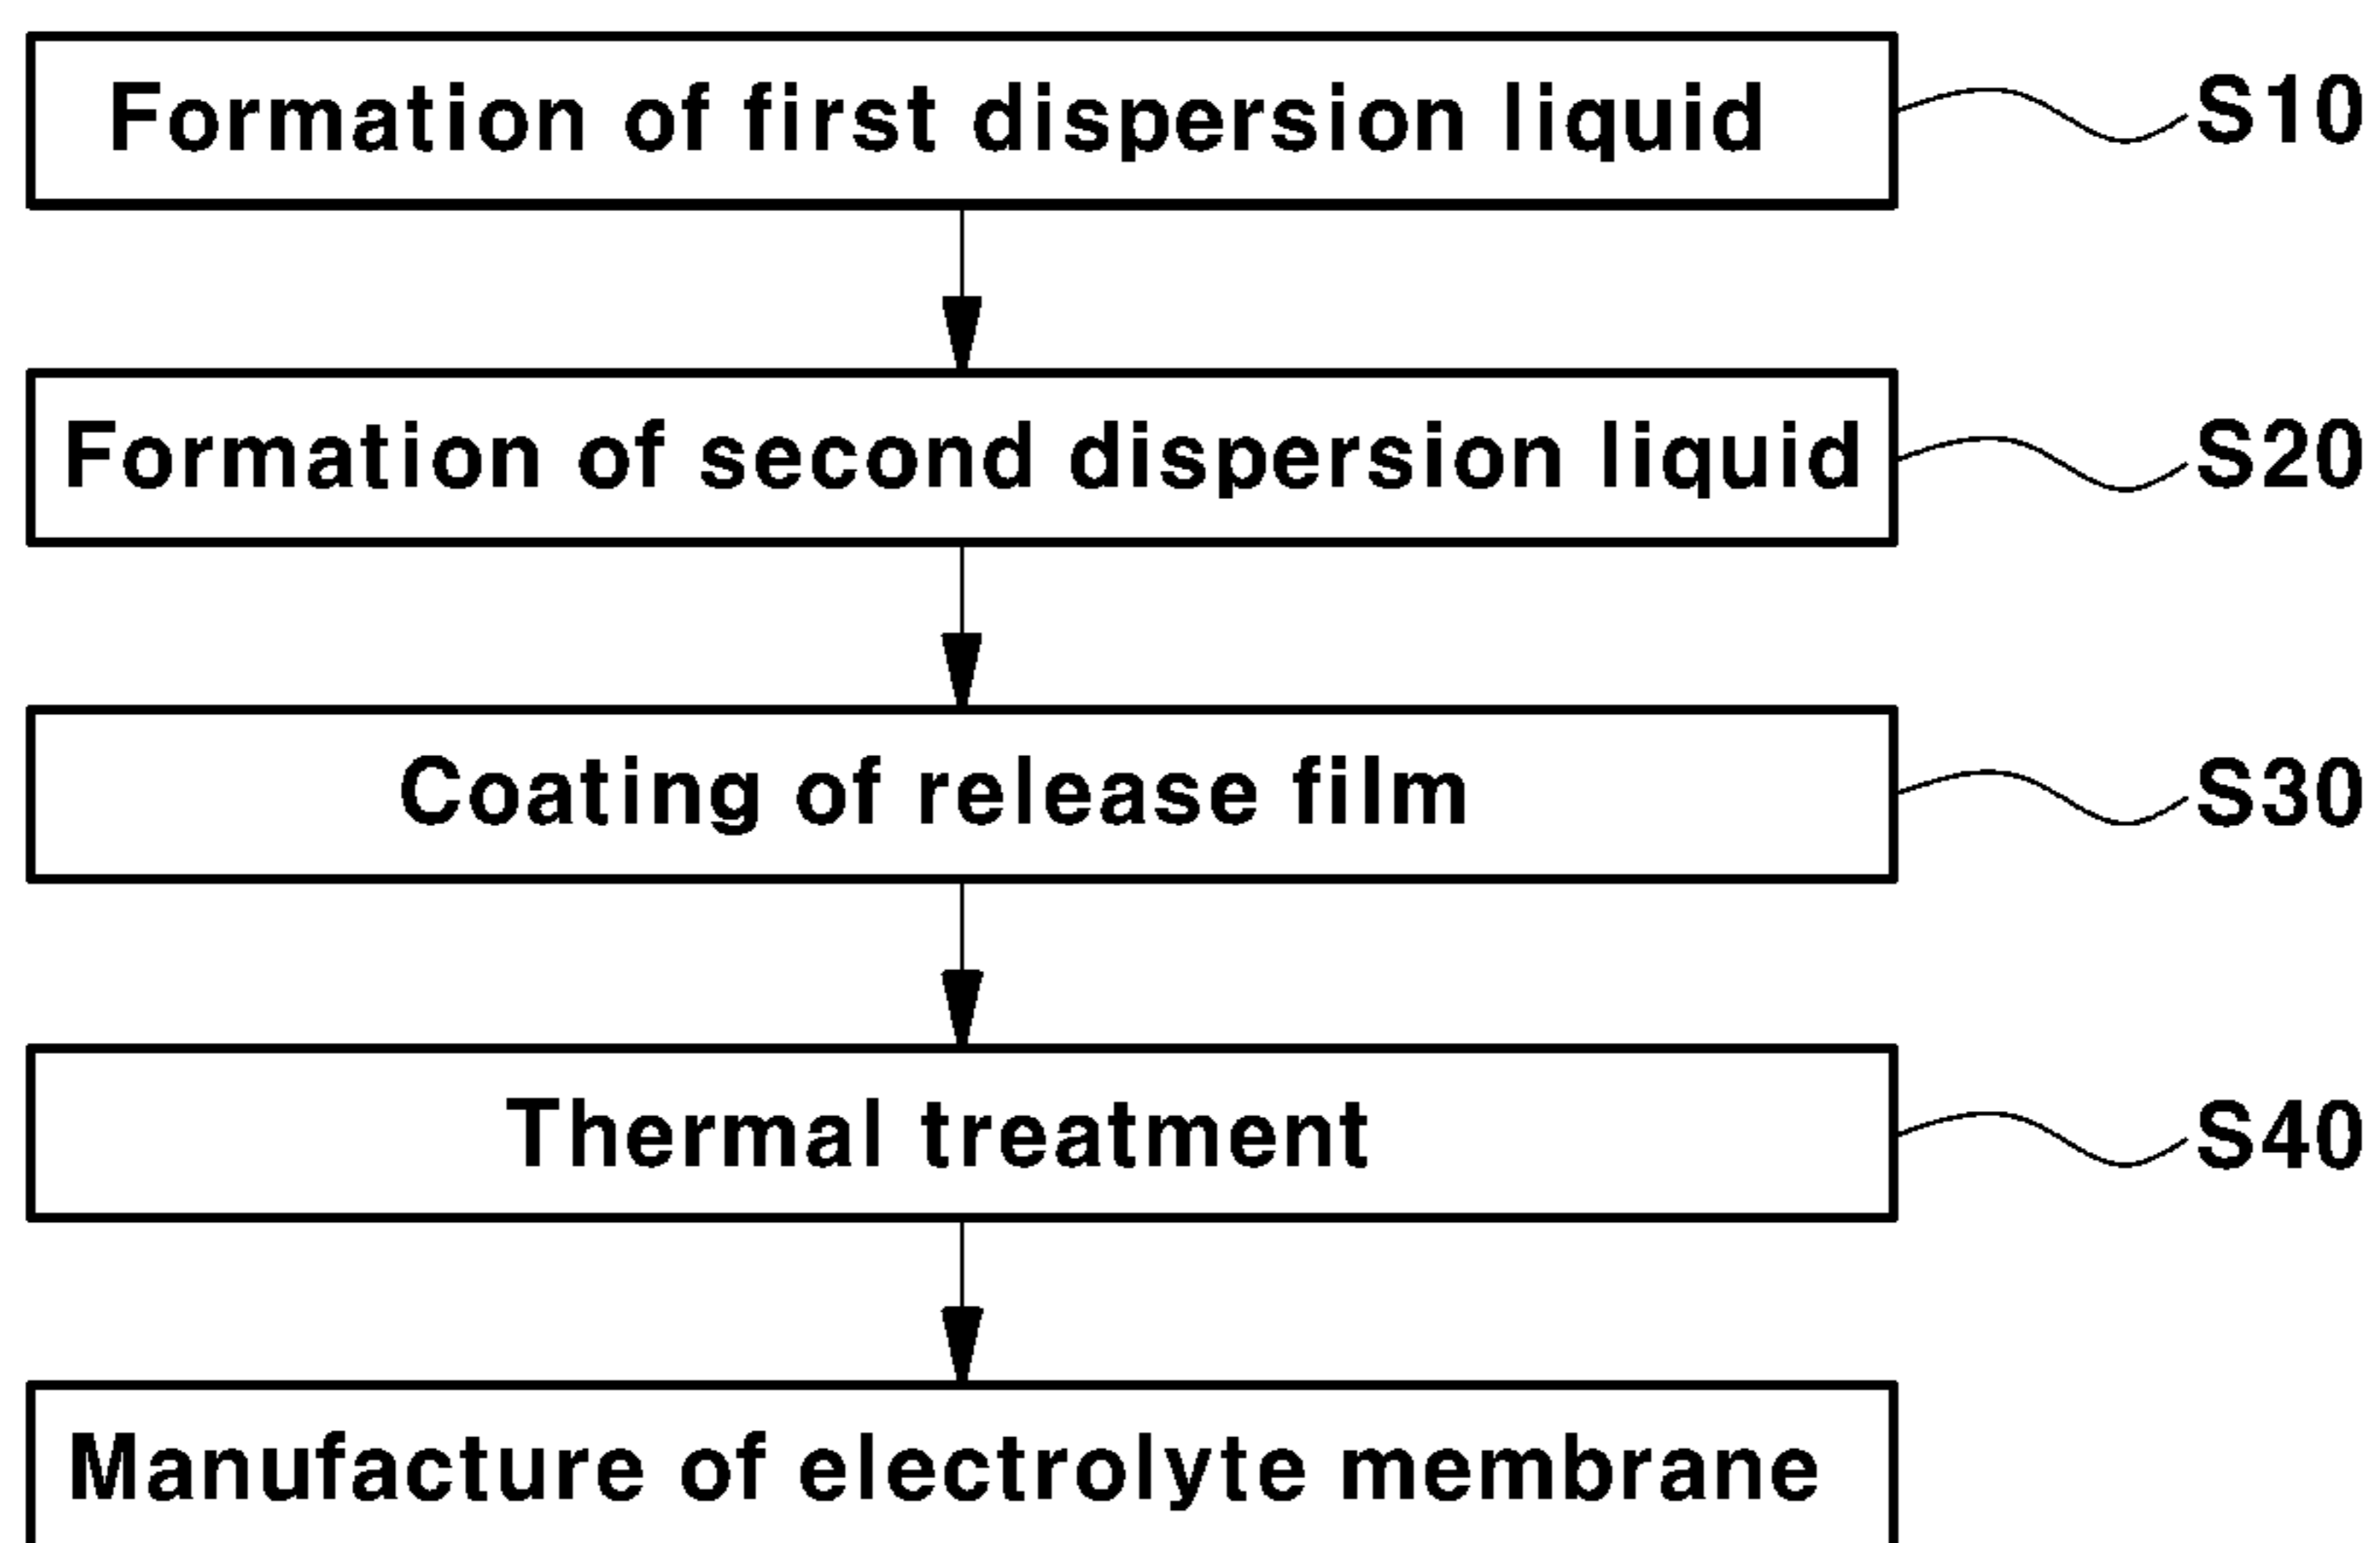 Formation of first dispersion liquid S10
Formation of second dispersion liquid S20
Coating of release film S30
Thermal treatment S40
Manufacture of electrolyte membrane